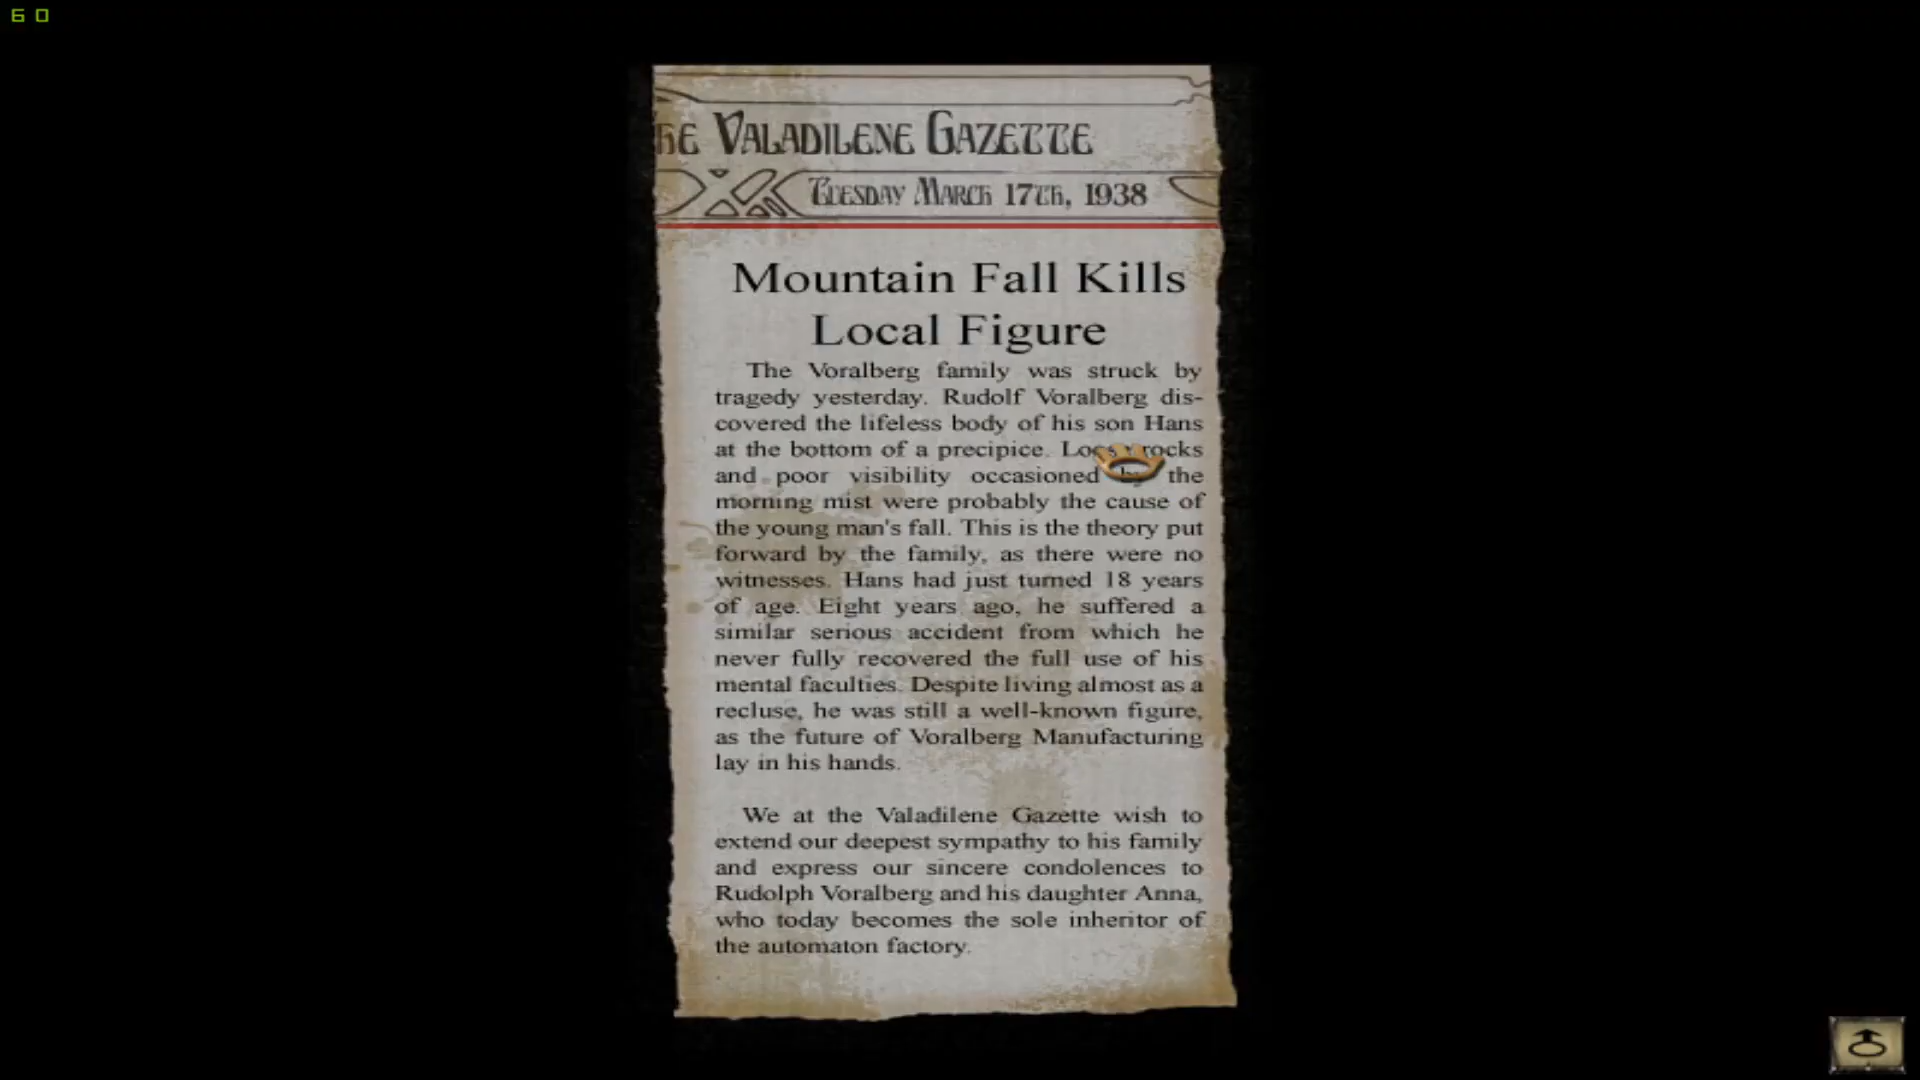 60
HE VALADILENE GAZETTE
TUESDAY MARCH 17TH, 1938
Mountain Fall Kills
Local Figure
The Voralberg family was struck by
tragedy yesterday. Rudolf Voralberg dis-
covered the lifeless body of his son Hans
at the bottom of a precipice. Loose rocks
and poor visibility occasioned by the
morning mist were probably the cause of
the young man's fall. This is the theory put
forward by the family, as there were no
witnesses. Hans had just turned 18 years
of age. Eight years ago, he suffered a
similar serious accident from which he
never fully recovered the full use of his
mental faculties. Despite living almost as a
recluse, he was still a well-known figure,
as the future of Voralberg Manufacturing
lay in his hands.
We at the Valadilene Gazette wish to
extend our deepest sympathy to his family
and express our sincere condolences to
Rudolph Voralberg and his daughter Anna,
who today becomes the sole inheritor of
the automaton factory.